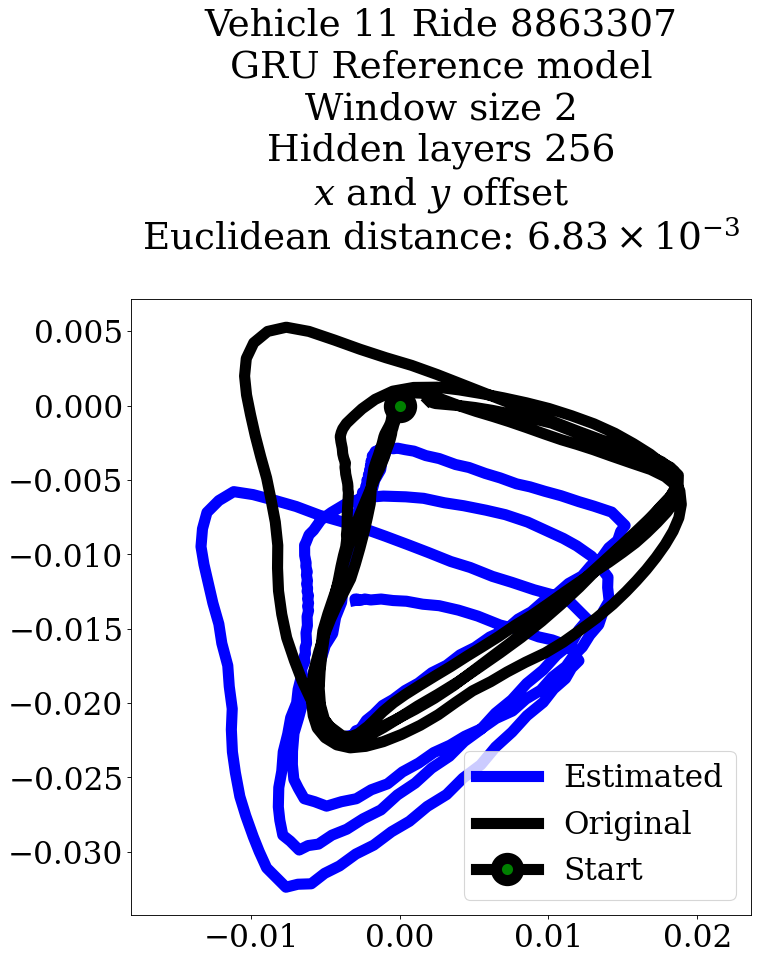 Vehicle 11 Ride 8863307
GRU Reference model
Window size 2
Hidden layers 256
x and y offset
Euclidean distance: 6.83 × 10⁻³
0.005
0.000
−0.005
−0.010
−0.015
−0.020
−0.025
−0.030
−0.01 0.00 0.01 0.02
Estimated
Original
Start